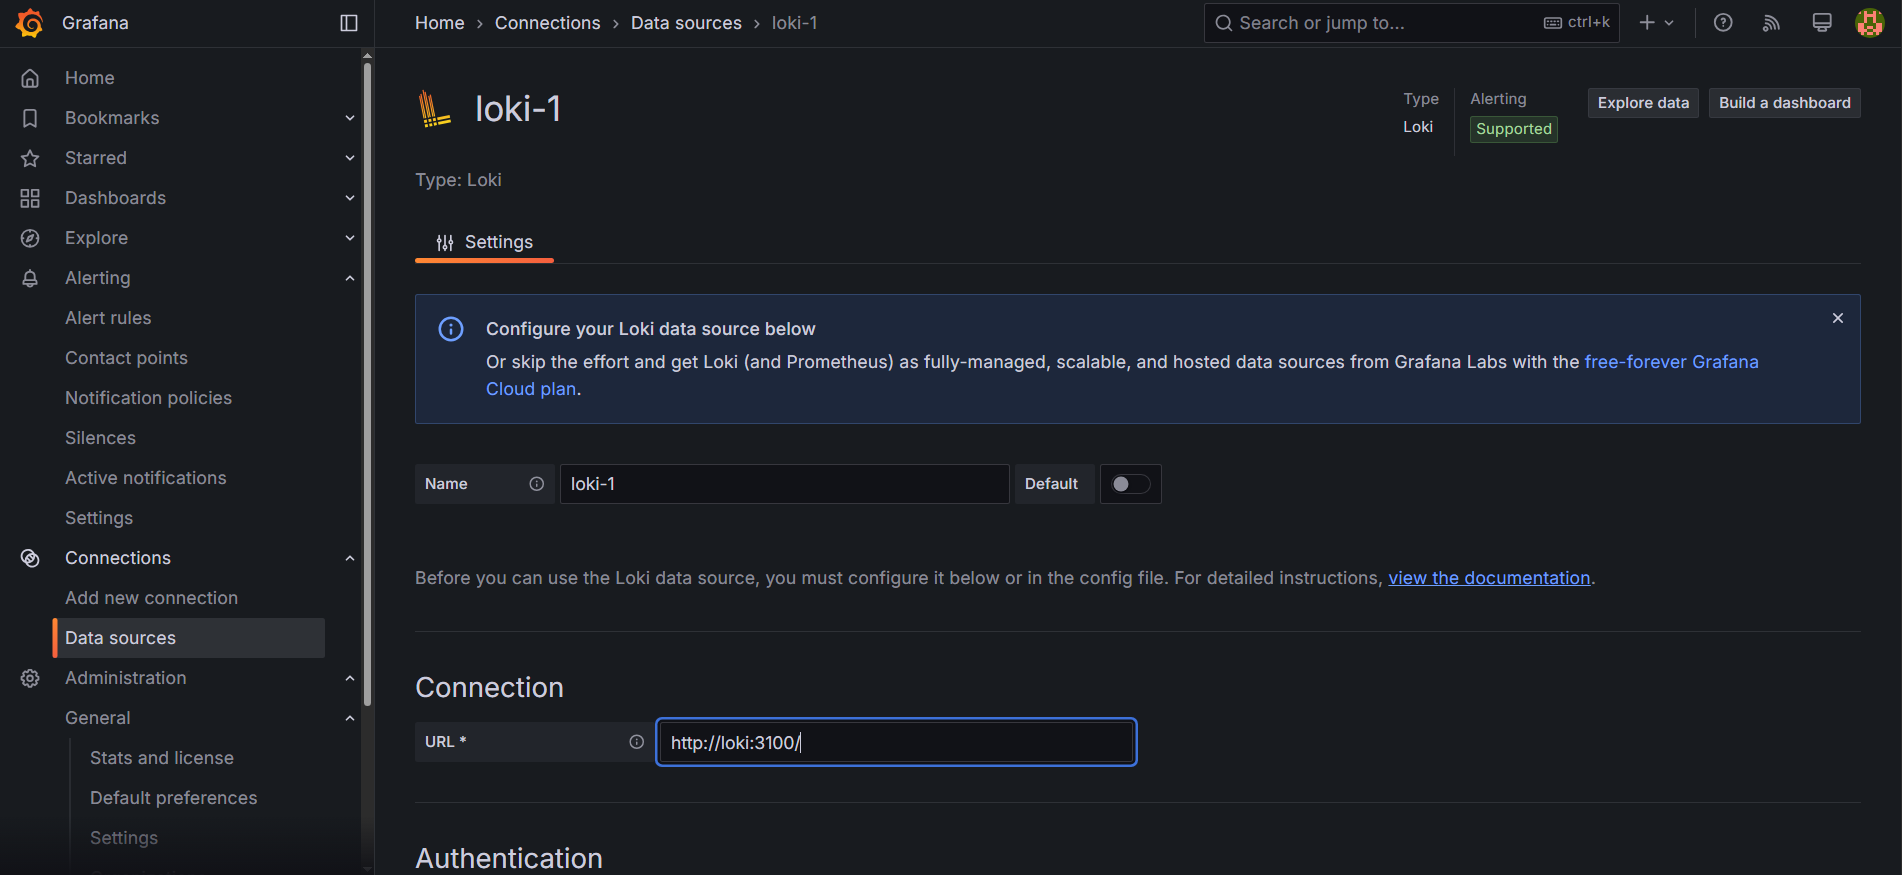 Grafana
Home › Connections › Data sources › loki-1
Search or jump to...
ctrl+k
Home
Bookmarks
Starred
Dashboards
Explore
Alerting
Alert rules
Contact points
Notification policies
Silences
Active notifications
Settings
Connections
Add new connection
Data sources
Administration
General
Stats and license
Default preferences
Settings
loki-1
Type
Loki
Alerting
Supported
Explore data
Build a dashboard
Type: Loki
Settings
Configure your Loki data source below
Or skip the effort and get Loki (and Prometheus) as fully-managed, scalable, and hosted data sources from Grafana Labs with the free-forever Grafana
Cloud plan.
Name
loki-1
Default
Before you can use the Loki data source, you must configure it below or in the config file. For detailed instructions, view the documentation.
Connection
URL *
http://loki:3100/
Authentication